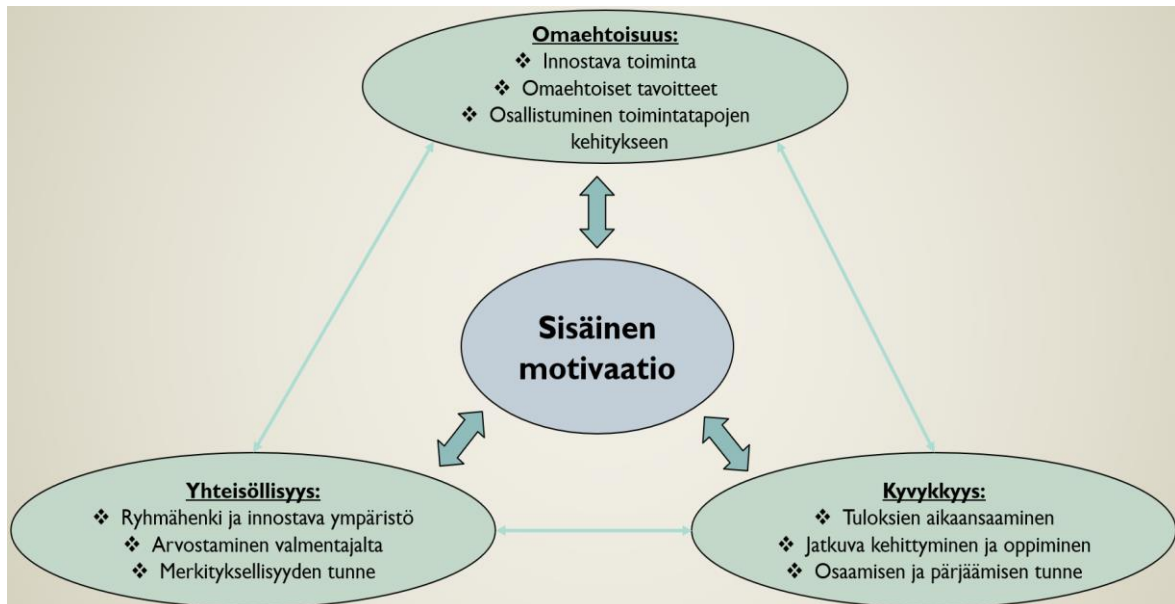 Omaehtoisuus:
❖ Innostava toiminta
❖ Omaehtoiset tavoitteet
❖ Osallistuminen toimintatapojen
kehitykseen
Sisäinen
motivaatio
Yhteisöllisyys:
❖ Ryhmähenki ja innostava ympäristö
❖ Arvostaminen valmentajalta
❖ Merkityksellisyyden tunne
Kyvykkyys:
❖ Tuloksien aikaansaaminen
❖ Jatkuva kehittyminen ja oppiminen
❖ Osaamisen ja pärjäämisen tunne